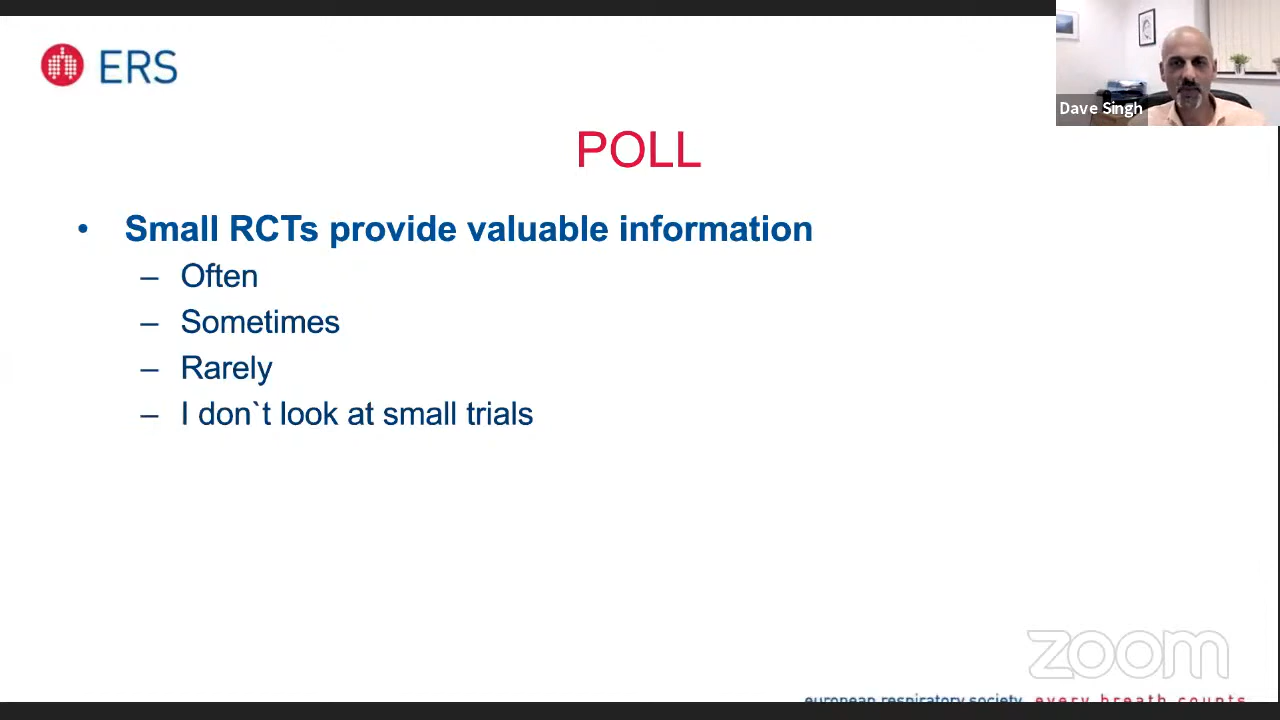 ERS
Dave Singh
POLL
• Small RCTs provide valuable information
– Often
– Sometimes
– Rarely
– I don`t look at small trials
zoom
european respiratory society every breath counts